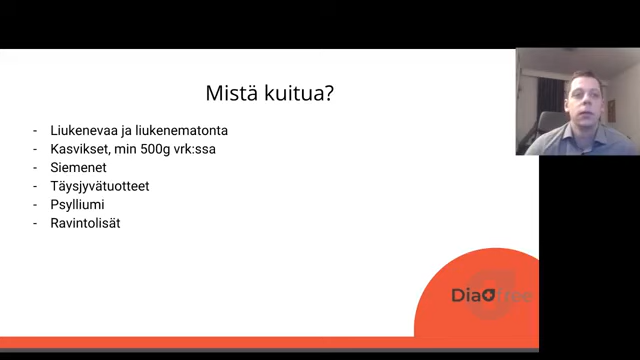 Mistä kuitua?
- Liukenevaa ja liukenematonta
- Kasvikset, min 500g vrk:ssa
- Siemenet
- Täysjyvätuotteet
- Psylliumi
- Ravintolisät
Diafree